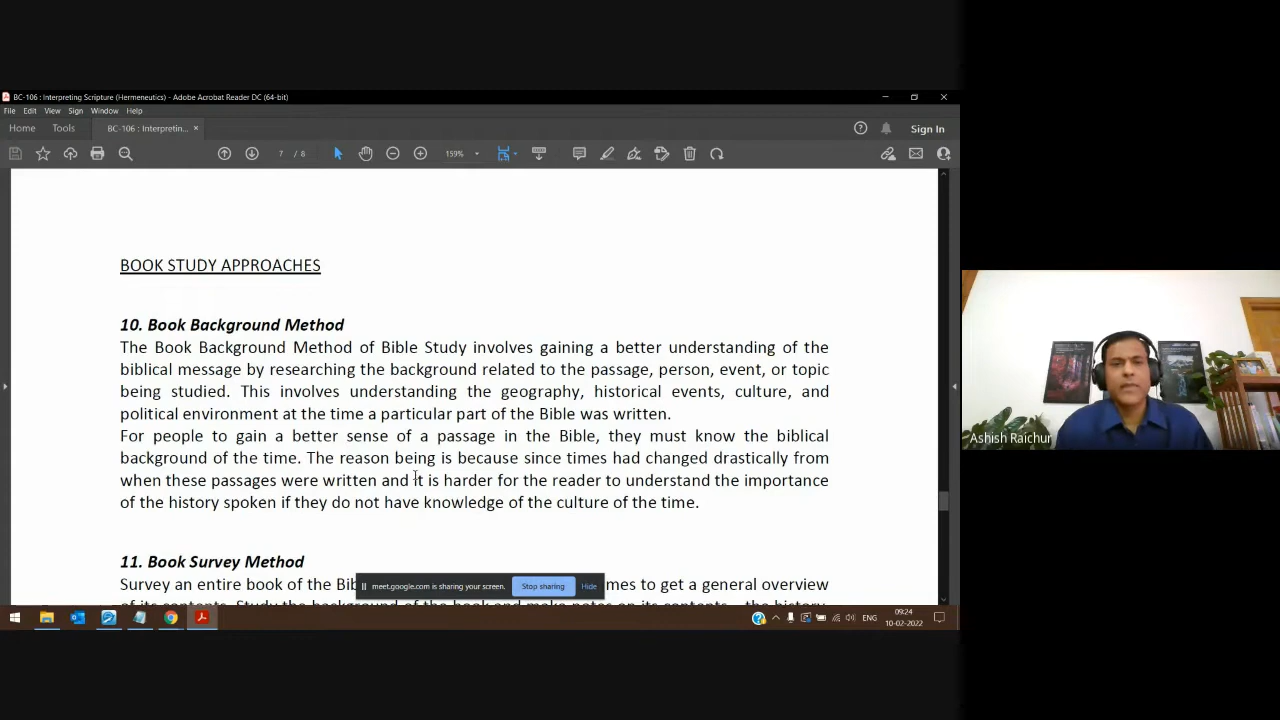 BC-106 : Interpreting Scripture (Hermeneutics) - Adobe Acrobat Reader DC (64-bit)
File Edit View Sign Window Help
Home Tools BC-106 : Interpretin... × Sign In
7 / 8 159%
BOOK STUDY APPROACHES
10. Book Background Method
The Book Background Method of Bible Study involves gaining a better understanding of the
biblical message by researching the background related to the passage, person, event, or topic
being studied. This involves understanding the geography, historical events, culture, and
political environment at the time a particular part of the Bible was written.
For people to gain a better sense of a passage in the Bible, they must know the biblical
background of the time. The reason being is because since times had changed drastically from
when these passages were written and it is harder for the reader to understand the importance
of the history spoken if they do not have knowledge of the culture of the time.
11. Book Survey Method
Survey an entire book of the Bib
mes to get a general overview
meet.google.com is sharing your screen. Stop sharing Hide
ENG
09:24
10-02-2022
Ashish Raichur